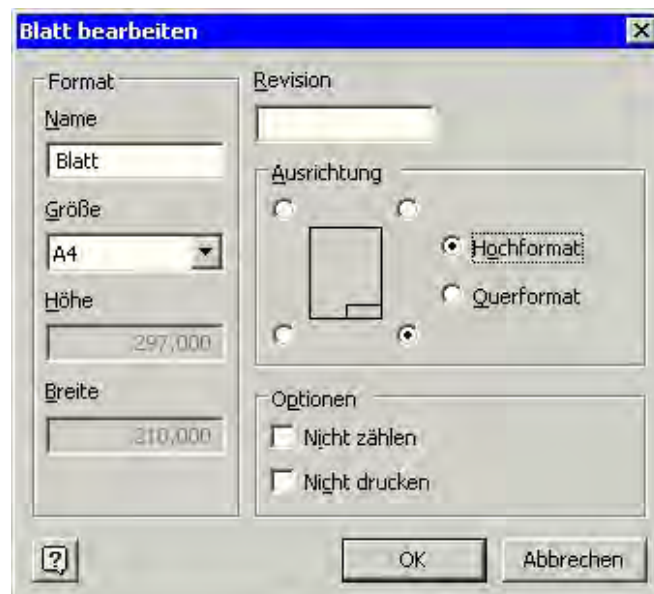 Blatt bearbeiten
Format
Name
Blatt
Größe
A4
Höhe
297,000
Breite
210,000
Revision
Ausrichtung
Hochformat
Querformat
Optionen
Nicht zählen
Nicht drucken
?
OK
Abbrechen